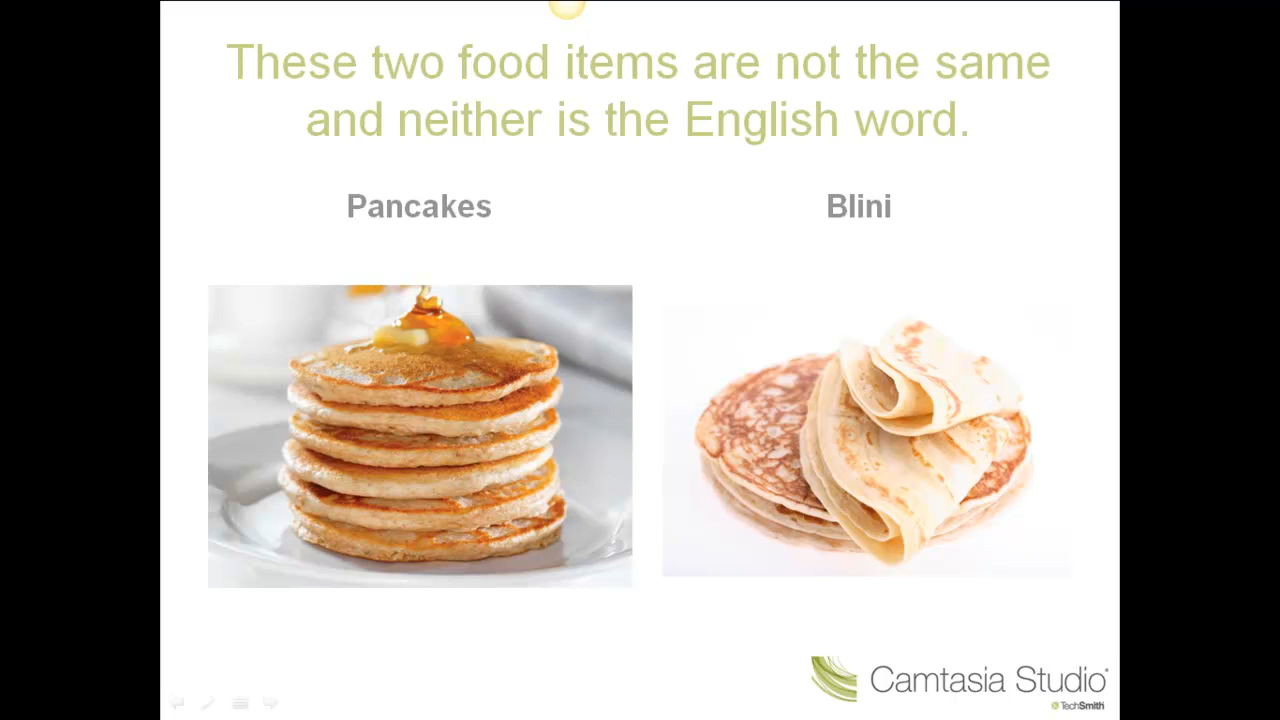 These two food items are not the same
and neither is the English word.
Pancakes
Blini
Camtasia Studio®
TechSmith